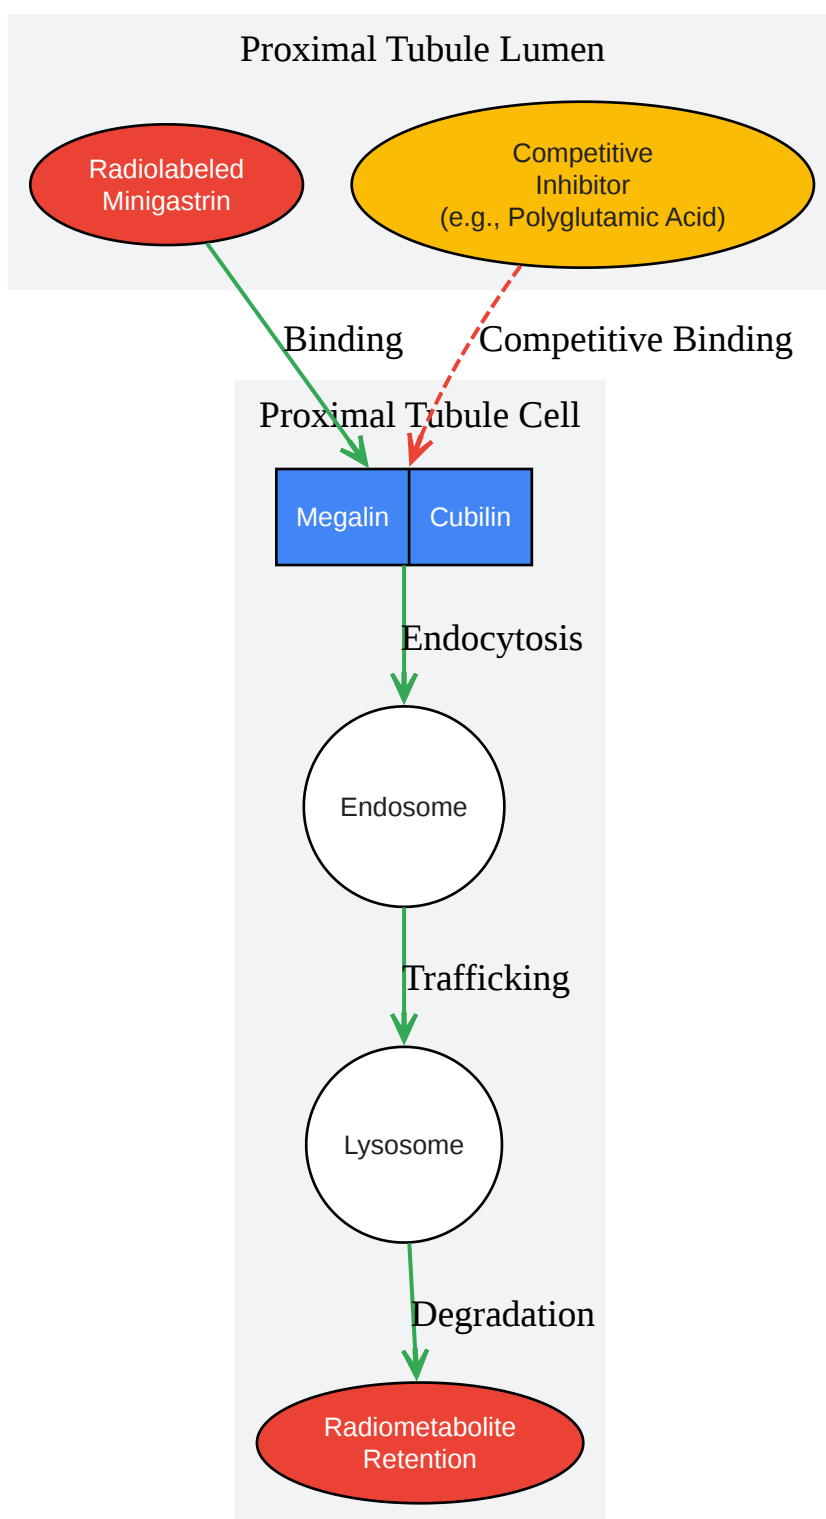 Proximal Tubule Lumen
Radiolabeled
Minigastrin
Competitive
Inhibitor
(e.g., Polyglutamic Acid)
Binding
Competitive Binding
Proximal Tubule Cell
Megalin
Cubilin
Endocytosis
Endosome
Trafficking
Lysosome
Degradation
Radiometabolite
Retention